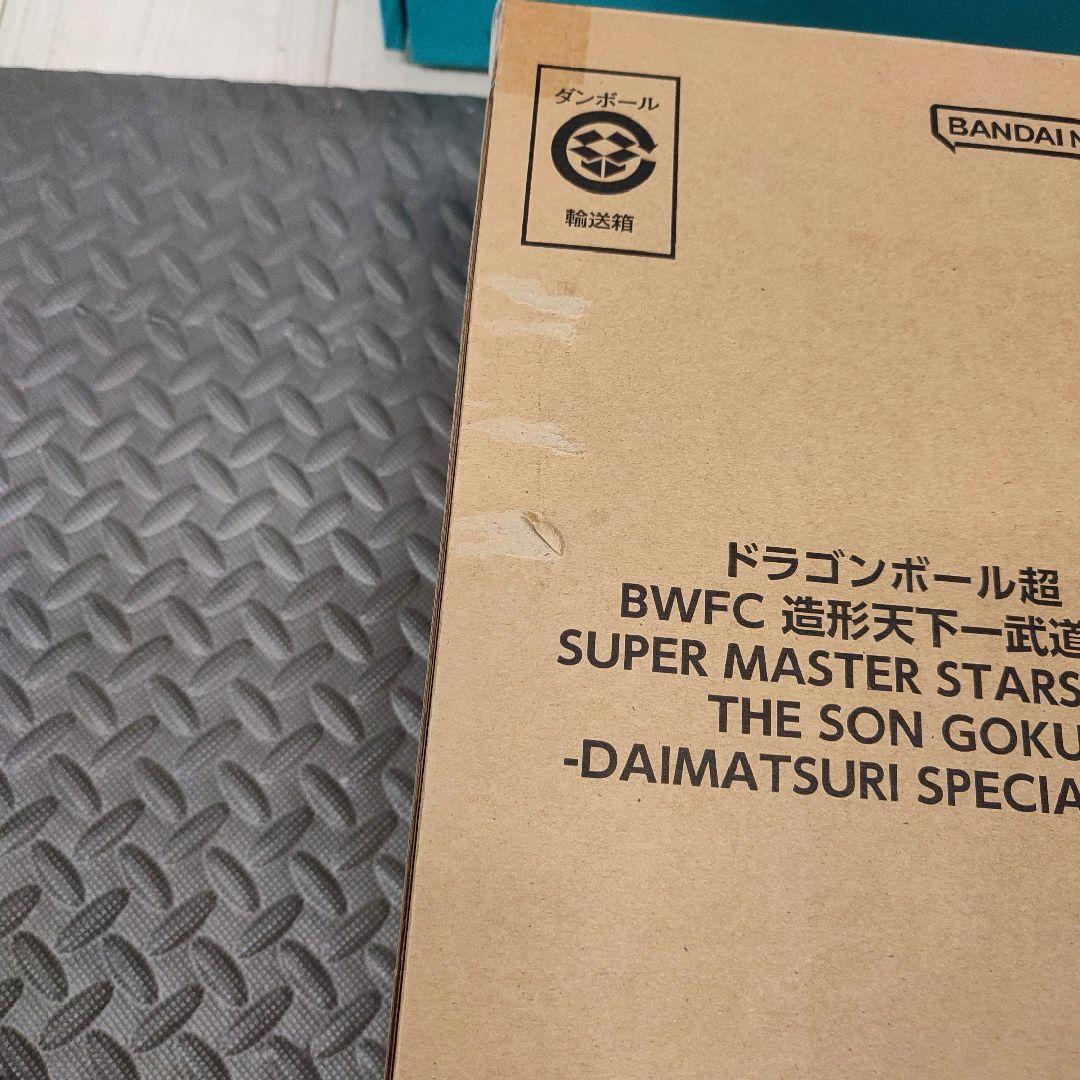 ダンボール
輸送箱
BANDAI N
ドラゴンボール超
BWFC 造形天下一武道
SUPER MASTER STARS
THE SON GOKU
-DAIMATSURI SPECIA